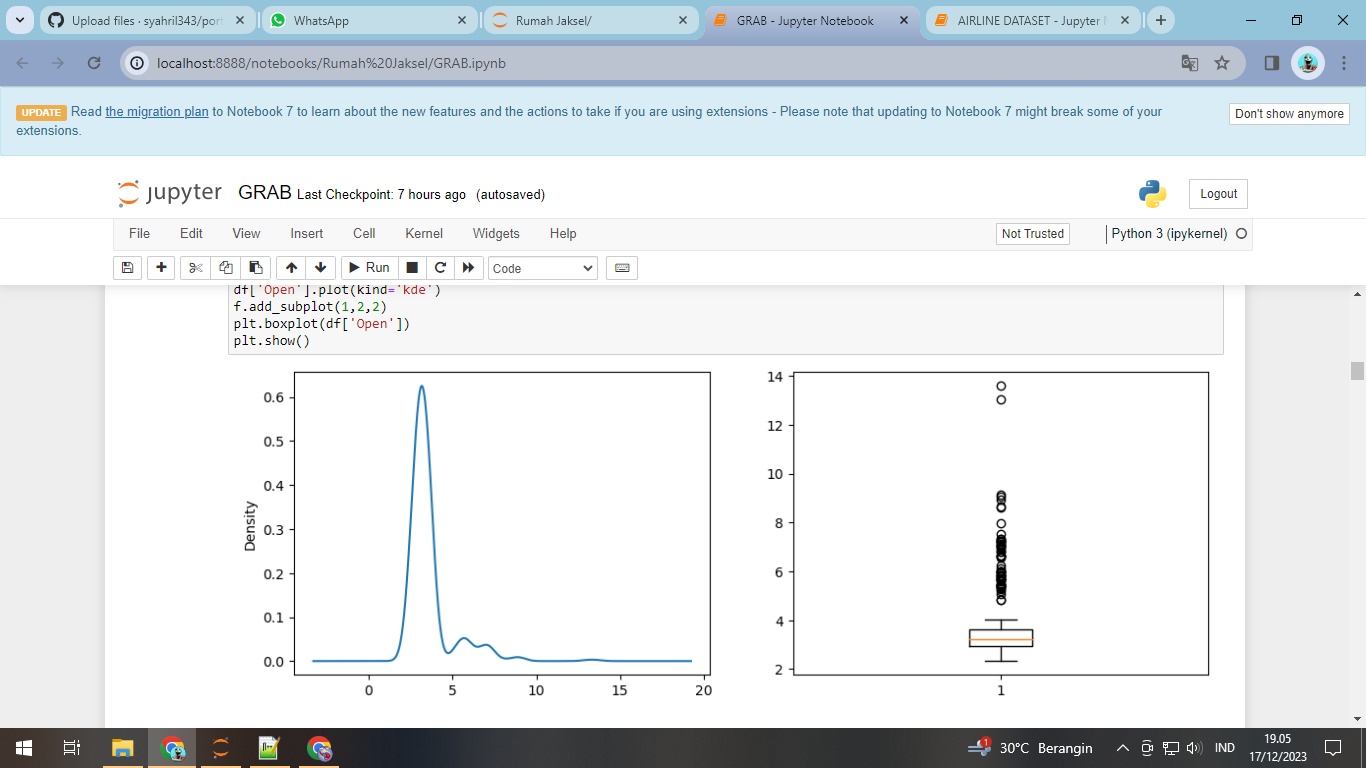 Upload files · syahril343/por
WhatsApp
Rumah Jaksel/
GRAB - Jupyter Notebook
AIRLINE DATASET - Jupyter
localhost:8888/notebooks/Rumah%20Jaksel/GRAB.ipynb
UPDATE Read the migration plan to Notebook 7 to learn about the new features and the actions to take if you are using extensions - Please note that updating to Notebook 7 might break some of your
extensions.
Don't show anymore
jupyter GRAB Last Checkpoint: 7 hours ago (autosaved)
Logout
File Edit View Insert Cell Kernel Widgets Help
Not Trusted
Python 3 (ipykernel)
Run
Code
df['Open'].plot(kind='kde')
f.add_subplot(1,2,2)
plt.boxplot(df['Open'])
plt.show()
0.6
0.5
0.4
0.3
0.2
0.1
0.0
Density
0 5 10 15 20
14
12
10
8
6
4
2
1
1
30°C Berangin
IND
19.05
17/12/2023